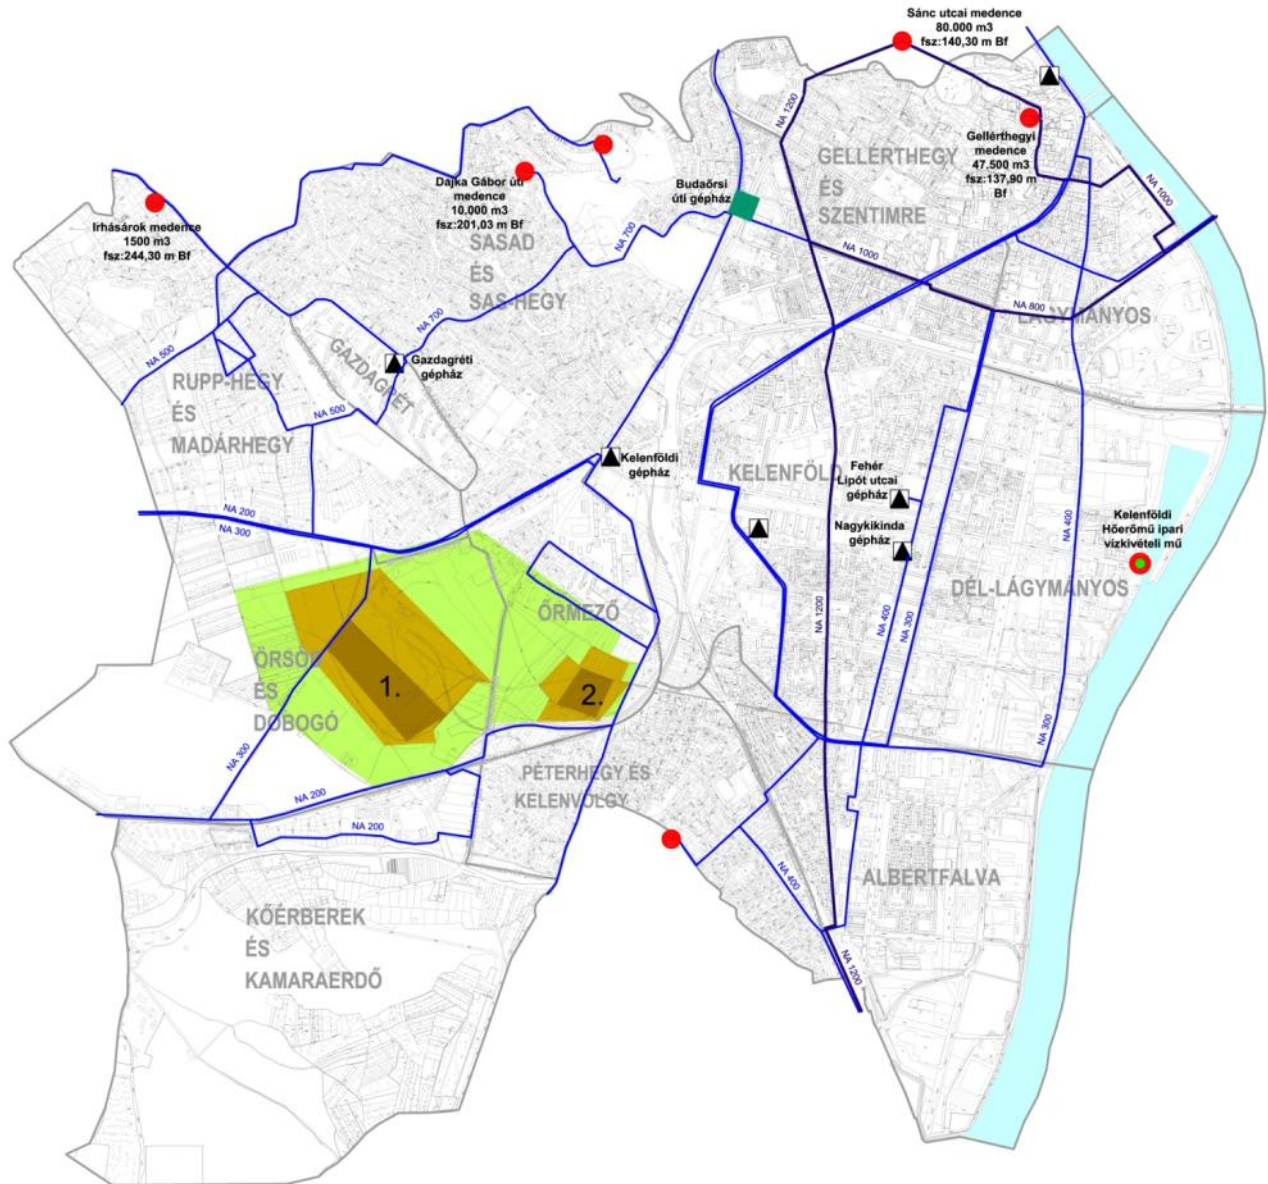 Sánc utcai medence
80.000 m3
fsz:140,30 m Bf
NA 1200
Gellérthegyi
medence
47.500 m3
fsz:137,90 m
Bf
GELLÉRTHEGY
ÉS
SZENTIMRE
NA 1000
Budaőrsi
úti gépház
Dajka Gábor úti
medence
10.000 m3
fsz:201,03 m Bf
SASAD
ÉS
SAS-HEGY
NA 700
Irhásárok medence
1500 m3
fsz:244,30 m Bf
NA 1000
NA 800
LÁGYMÁNYOS
NA 700
NA 500
GAZDAGRÉT
Gazdagréti
gépház
RUPP-HEGY
ÉS
MADÁRHEGY
NA 500
Kelenföldi
gépház
KELENFÖLD
Fehér
Lipót utcai
gépház
Nagykikinda
gépház
NA 400
Kelenföldi
Hőerőmű ipari
vízkivételi mű
NA 200
NA 300
DÉL-LÁGYMÁNYOS
ŐRMEZŐ
NA 1200
NA 400
NA 300
ÖRSÖD
ÉS
DOBOGÓ
1.
2.
NA 300
NA 300
PÉTERHEGY ÉS
KELENVÖLGY
NA 200
NA 200
NA 400
ALBERTFALVA
KŐÉRBEREK
ÉS
KAMARAERDŐ
NA 1200